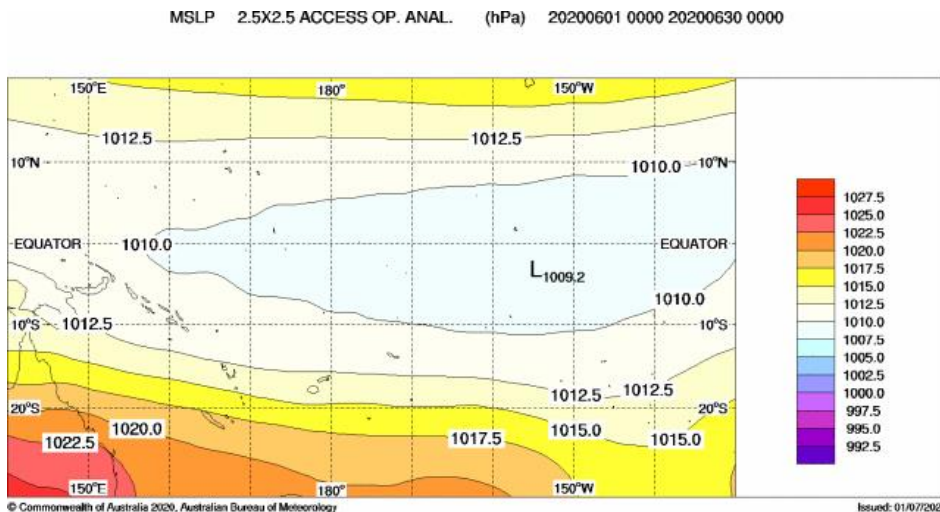 MSLP 2.5X2.5 ACCESS OP. ANAL. (hPa) 20200601 0000 20200630 0000
150°E 180° 150°W
1012.5 1012.5
10°N 1010.0 10°N
EQUATOR 1010.0 EQUATOR
L1009.2
1010.0
10°S 1012.5 10°S
1012.5 1012.5
20°S 20°S
1020.0 1017.5 1015.0 1015.0
1022.5
150°E 180° 150°W
1027.5
1025.0
1022.5
1020.0
1017.5
1015.0
1012.5
1010.0
1007.5
1005.0
1002.5
1000.0
997.5
995.0
992.5
© Commonwealth of Australia 2020, Australian Bureau of Meteorology
Issued: 01/07/202